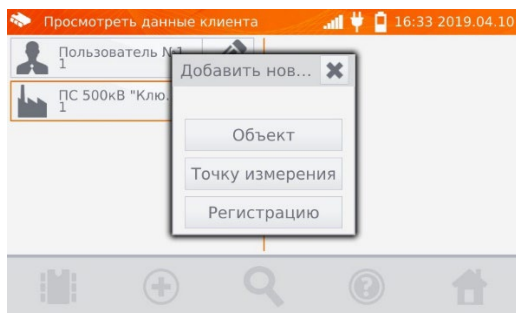 Просмотреть данные клиента 16:33 2019.04.10
Пользователь №1
1
ПС 500кВ "Клю.
1
Добавить нов...
Объект
Точку измерения
Регистрацию